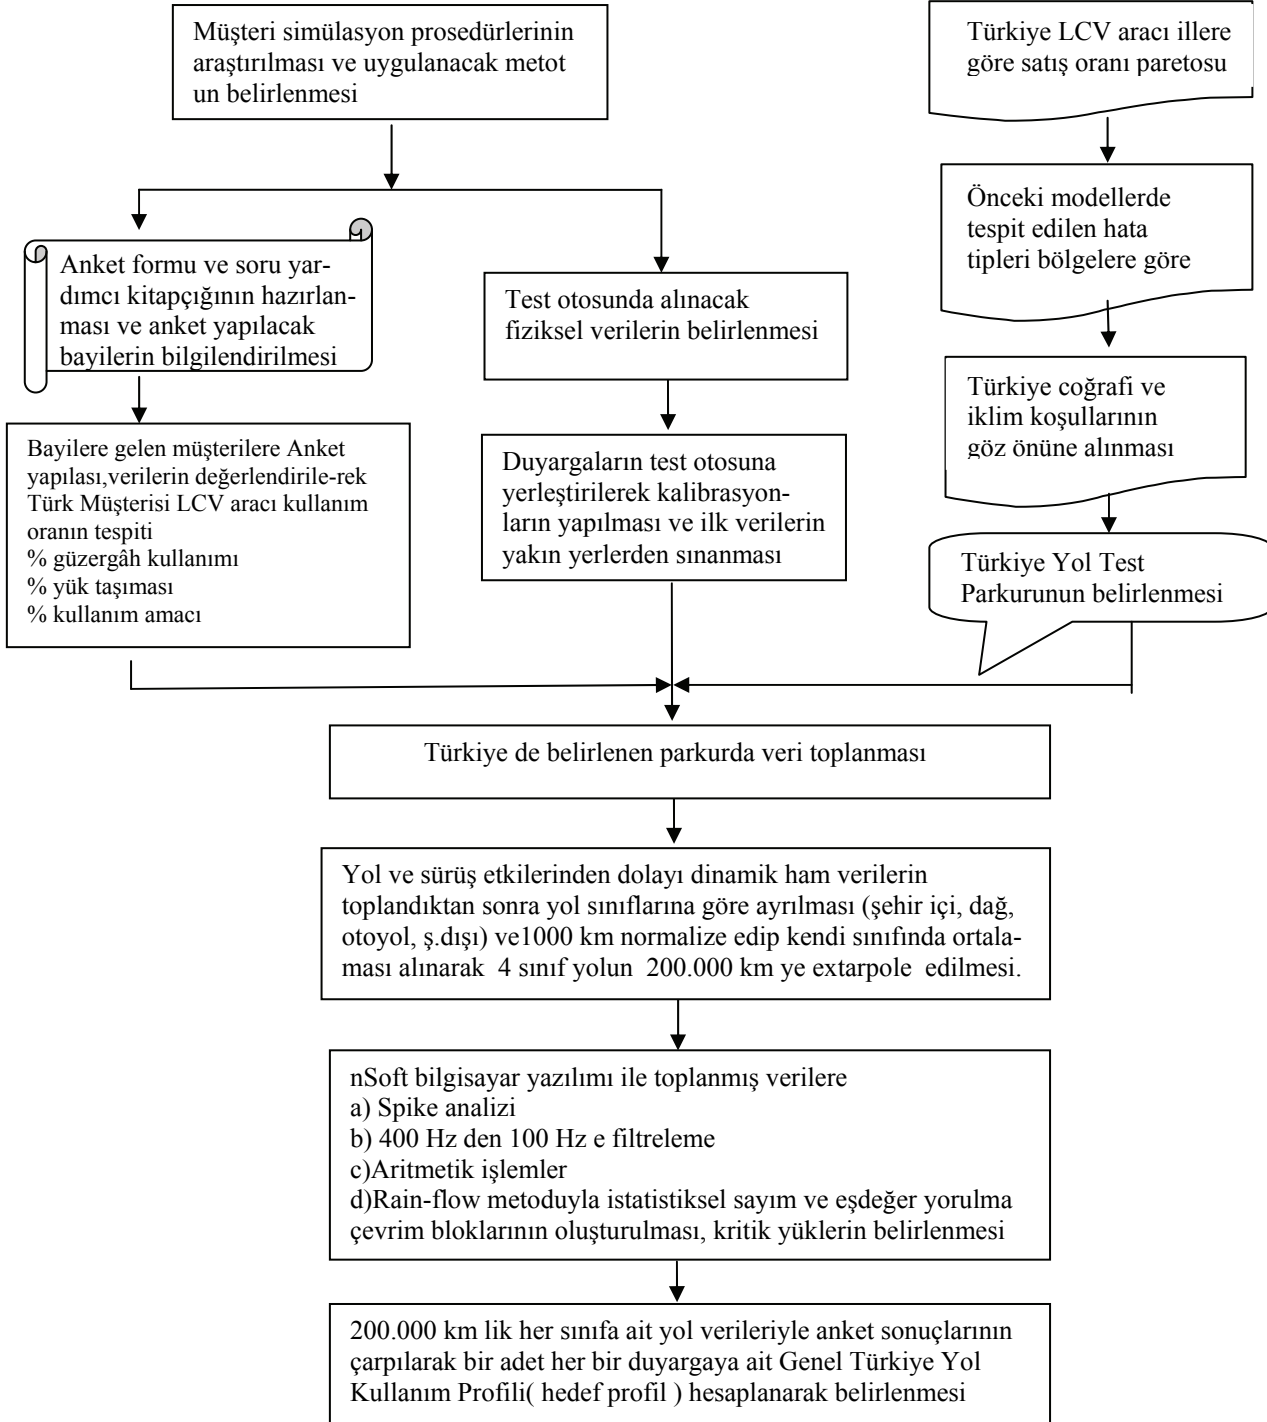 Müşteri simülasyon prosedürlerinin
araştırılması ve uygulanacak metot
un belirlenmesi
Türkiye LCV aracı illere
göre satış oranı paretosu
Önceki modellerde
tespit edilen hata
tipleri bölgelere göre
Anket formu ve soru yar-
dımcı kitapçığının hazırlan-
ması ve anket yapılacak
bayilerin bilgilendirilmesi
Test otosunda alınacak
fiziksel verilerin belirlenmesi
Türkiye coğrafi ve
iklim koşullarının
göz önüne alınması
Bayilere gelen müşterilere Anket
yapılası,verilerin değerlendirile-rek
Türk Müşterisi LCV aracı kullanım
oranın tespiti
% güzergâh kullanımı
% yük taşıması
% kullanım amacı
Duyargaların test otosuna
yerleştirilerek kalibrasyon-
ların yapılması ve ilk verilerin
yakın yerlerden sınanması
Türkiye Yol Test
Parkurunun belirlenmesi
Türkiye de belirlenen parkurda veri toplanması
Yol ve sürüş etkilerinden dolayı dinamik ham verilerin
toplandıktan sonra yol sınıflarına göre ayrılması (şehir içi, dağ,
otoyol, ş.dışı) ve1000 km normalize edip kendi sınıfında ortala-
ması alınarak 4 sınıf yolun 200.000 km ye extarpole edilmesi.
nSoft bilgisayar yazılımı ile toplanmış verilere
a) Spike analizi
b) 400 Hz den 100 Hz e filtreleme
c)Aritmetik işlemler
d)Rain-flow metoduyla istatistiksel sayım ve eşdeğer yorulma
çevrim bloklarının oluşturulması, kritik yüklerin belirlenmesi
200.000 km lik her sınıfa ait yol verileriyle anket sonuçlarının
çarpılarak bir adet her bir duyargaya ait Genel Türkiye Yol
Kullanım Profili( hedef profil ) hesaplanarak belirlenmesi